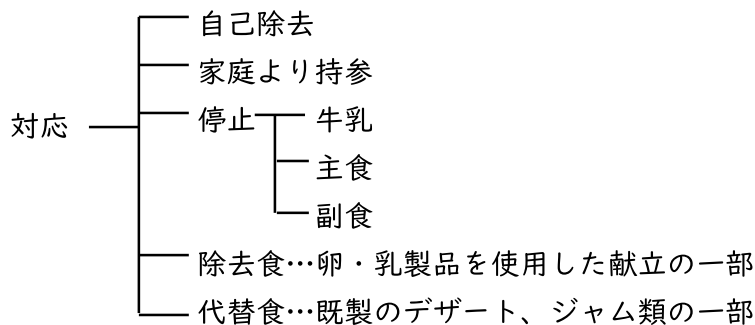 自己除去
家庭より持参
対応
停止 牛乳
主食
副食
除去食…卵・乳製品を使用した献立の一部
代替食…既製のデザート、ジャム類の一部